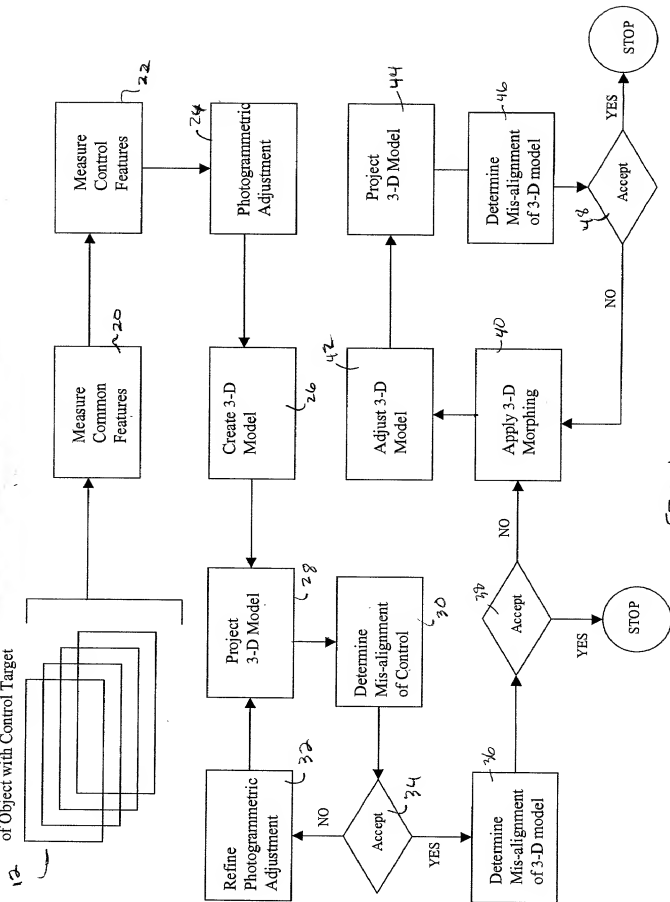 of Object with Control Target
12
Measure
Common
Features
20
Measure
Control
Features
22
Photogrammetric
Adjustment
24
Create 3-D
Model
26
Project
3-D Model
28
Determine
Mis-alignment
of Control
30
Refine
Photogrammetric
Adjustment
32
Accept
34
NO
YES
Determine
Mis-alignment
of 3-D model
36
Accept
38
YES
STOP
NO
Apply 3-D
Morphing
40
Adjust 3-D
Model
42
Project
3-D Model
44
Determine
Mis-alignment
of 3-D model
46
Accept
48
NO
YES
STOP